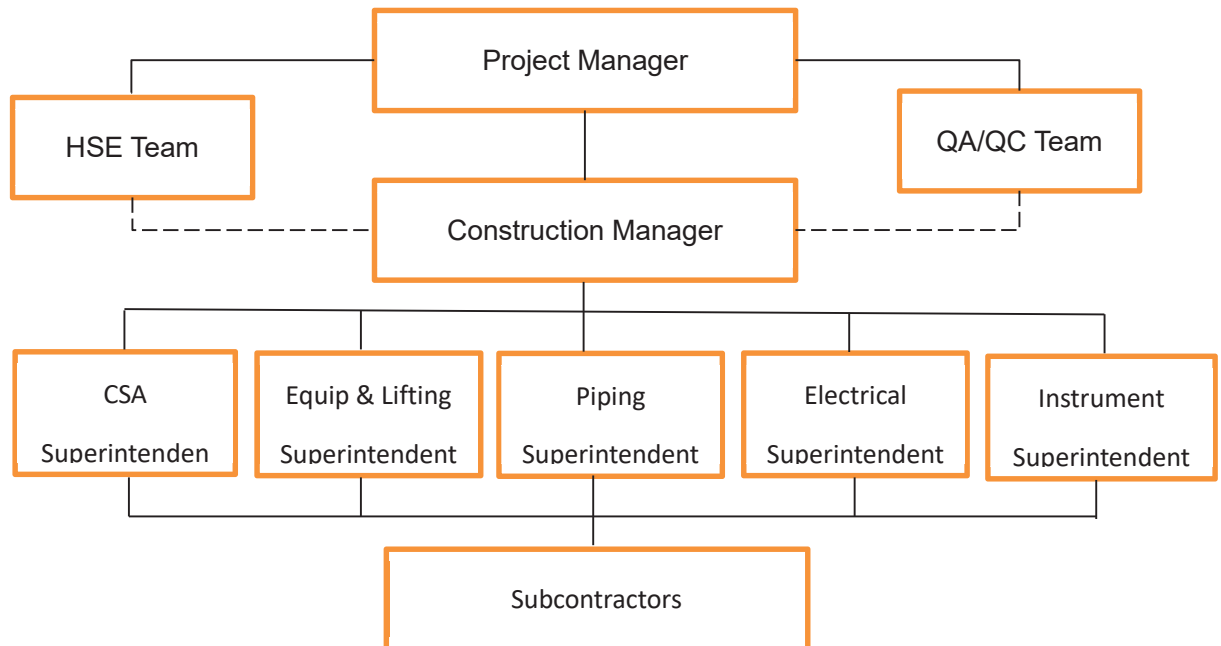 Project Manager
HSE Team
QA/QC Team
Construction Manager
CSA
Superintenden
Equip & Lifting
Superintendent
Piping
Superintendent
Electrical
Superintendent
Instrument
Superintendent
Subcontractors